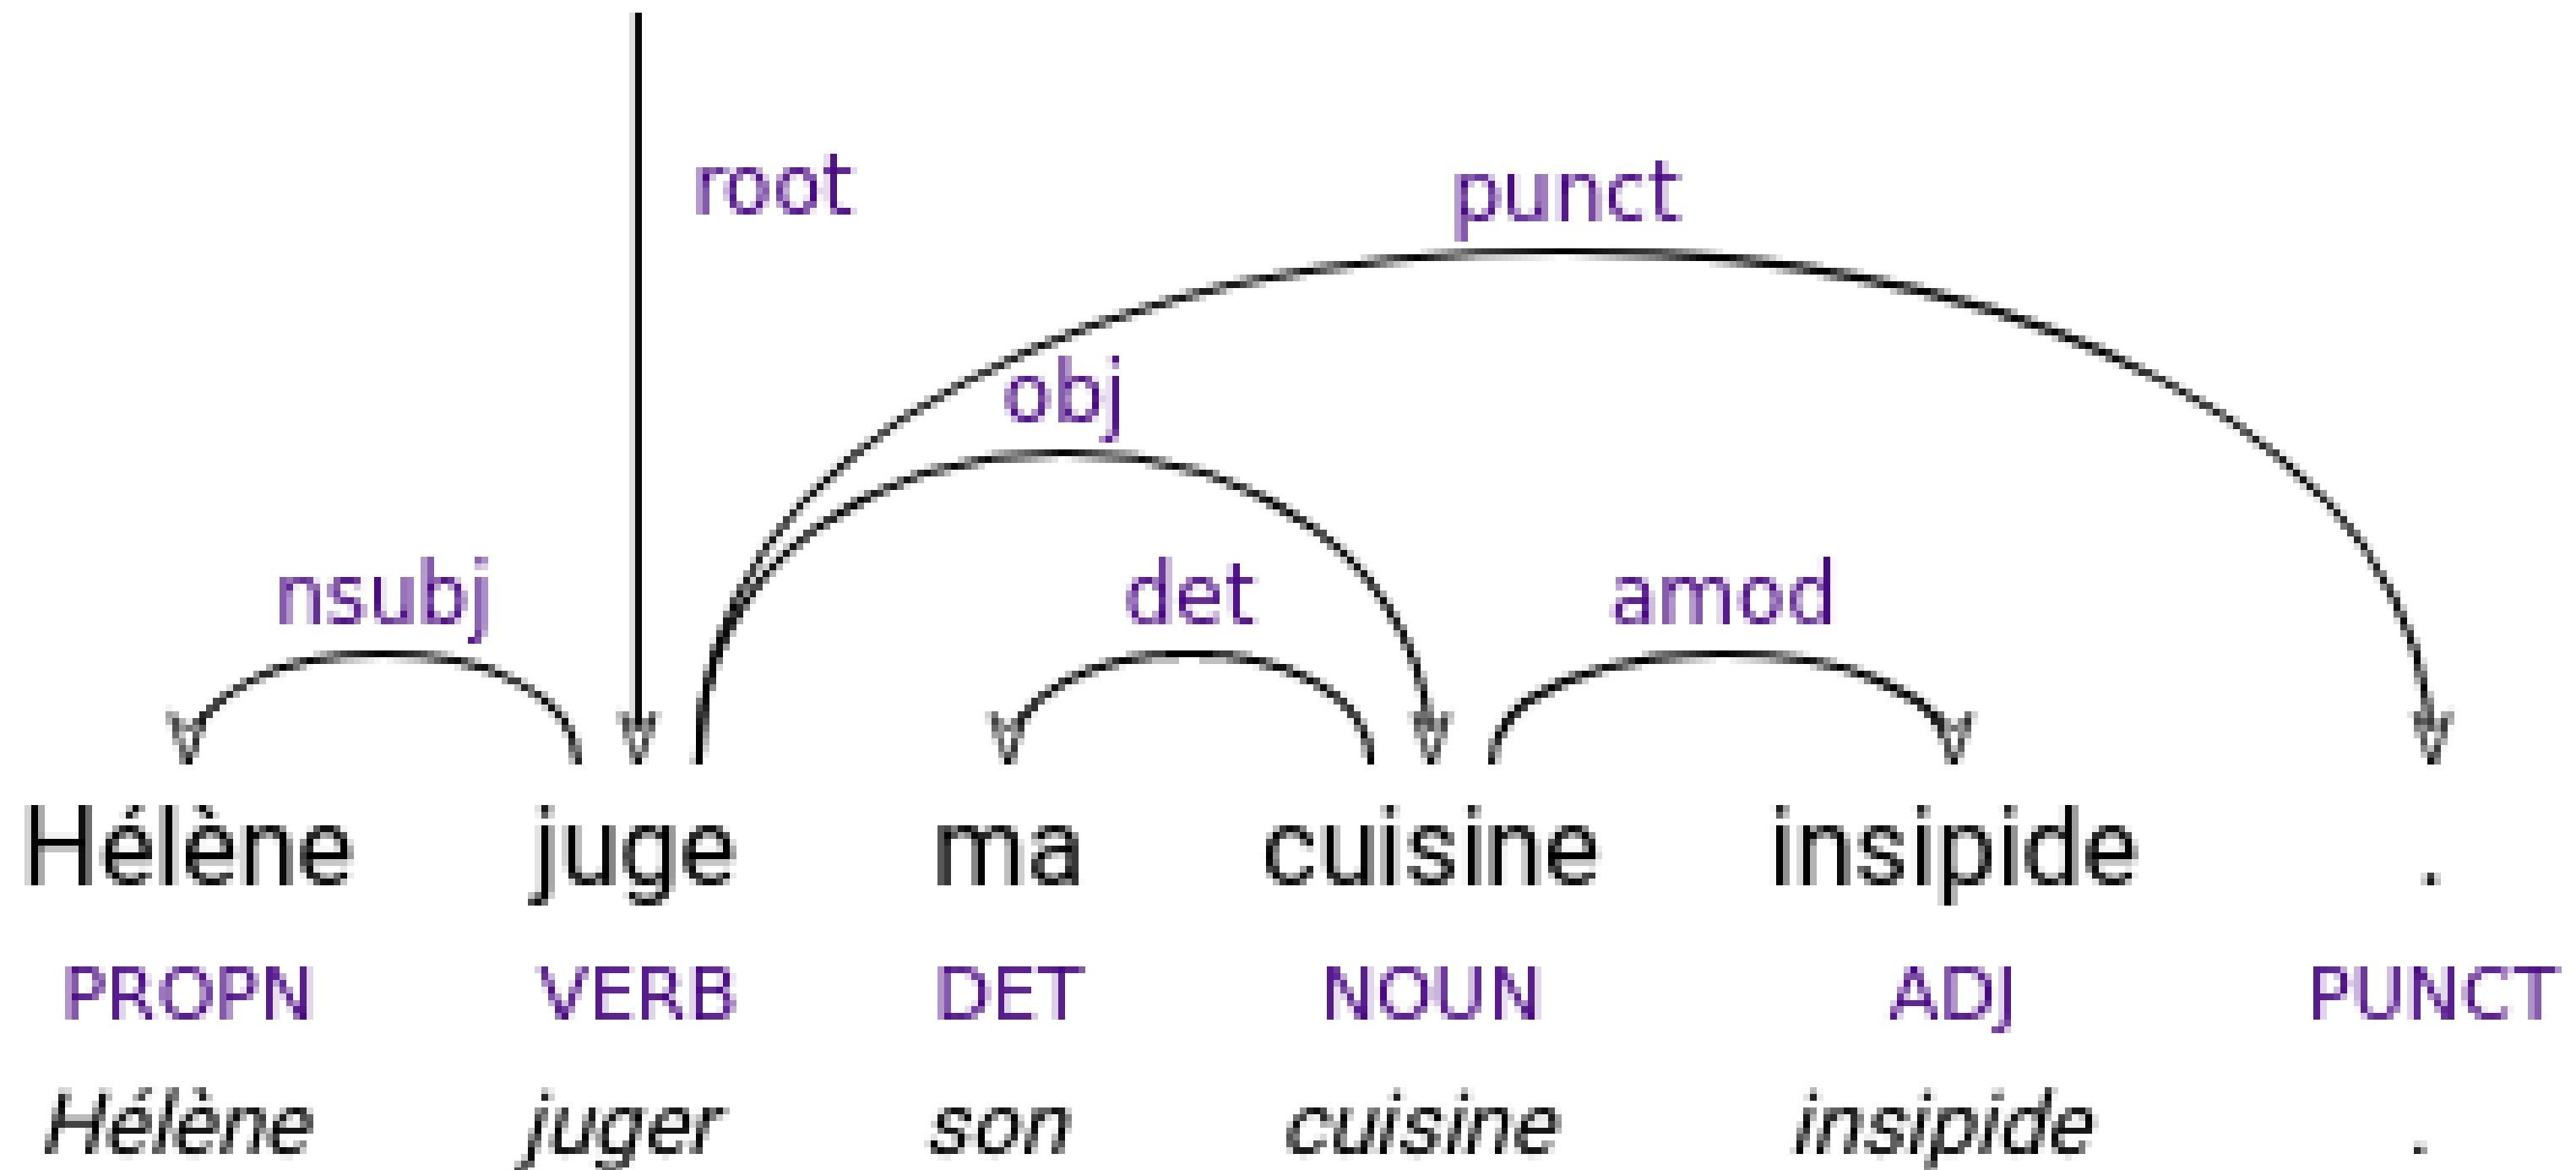 root
punct
obj
nsubj det amod
Hélène juge ma cuisine insipide .
PROPN VERB DET NOUN ADJ PUNCT
Hélène juger son cuisine insipide .